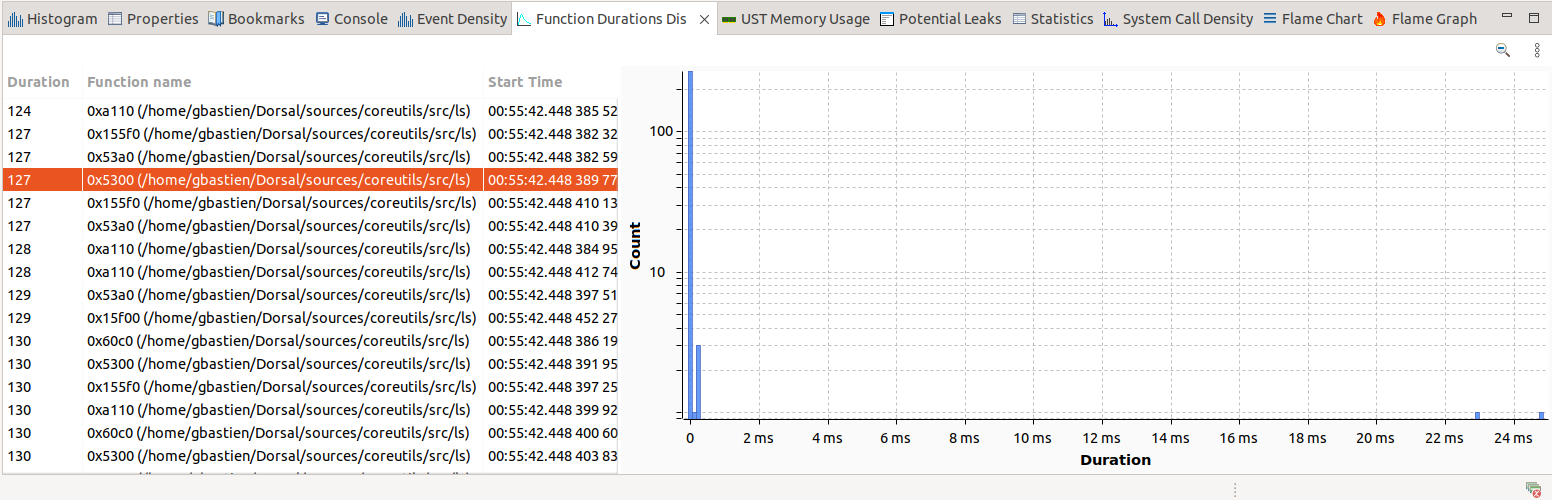 Histogram Properties Bookmarks Console Event Density Function Durations Dis UST Memory Usage Potential Leaks Statistics System Call Density Flame Chart Flame Graph
Duration Function name Start Time
124 0xa110 (/home/gbastien/Dorsal/sources/coreutils/src/ls) 00:55:42.448 385 52
127 0x155f0 (/home/gbastien/Dorsal/sources/coreutils/src/ls) 00:55:42.448 382 32
127 0x53a0 (/home/gbastien/Dorsal/sources/coreutils/src/ls) 00:55:42.448 382 59
127 0x5300 (/home/gbastien/Dorsal/sources/coreutils/src/ls) 00:55:42.448 389 77
127 0x155f0 (/home/gbastien/Dorsal/sources/coreutils/src/ls) 00:55:42.448 410 13
127 0x53a0 (/home/gbastien/Dorsal/sources/coreutils/src/ls) 00:55:42.448 410 39
128 0xa110 (/home/gbastien/Dorsal/sources/coreutils/src/ls) 00:55:42.448 384 95
128 0xa110 (/home/gbastien/Dorsal/sources/coreutils/src/ls) 00:55:42.448 412 74
129 0x53a0 (/home/gbastien/Dorsal/sources/coreutils/src/ls) 00:55:42.448 397 51
129 0x15f00 (/home/gbastien/Dorsal/sources/coreutils/src/ls) 00:55:42.448 452 27
130 0x60c0 (/home/gbastien/Dorsal/sources/coreutils/src/ls) 00:55:42.448 386 19
130 0x5300 (/home/gbastien/Dorsal/sources/coreutils/src/ls) 00:55:42.448 391 95
130 0x155f0 (/home/gbastien/Dorsal/sources/coreutils/src/ls) 00:55:42.448 397 25
130 0xa110 (/home/gbastien/Dorsal/sources/coreutils/src/ls) 00:55:42.448 399 92
130 0x60c0 (/home/gbastien/Dorsal/sources/coreutils/src/ls) 00:55:42.448 400 60
130 0x5300 (/home/gbastien/Dorsal/sources/coreutils/src/ls) 00:55:42.448 403 83
Count
100
10
0 2 ms 4 ms 6 ms 8 ms 10 ms 12 ms 14 ms 16 ms 18 ms 20 ms 22 ms 24 ms
Duration